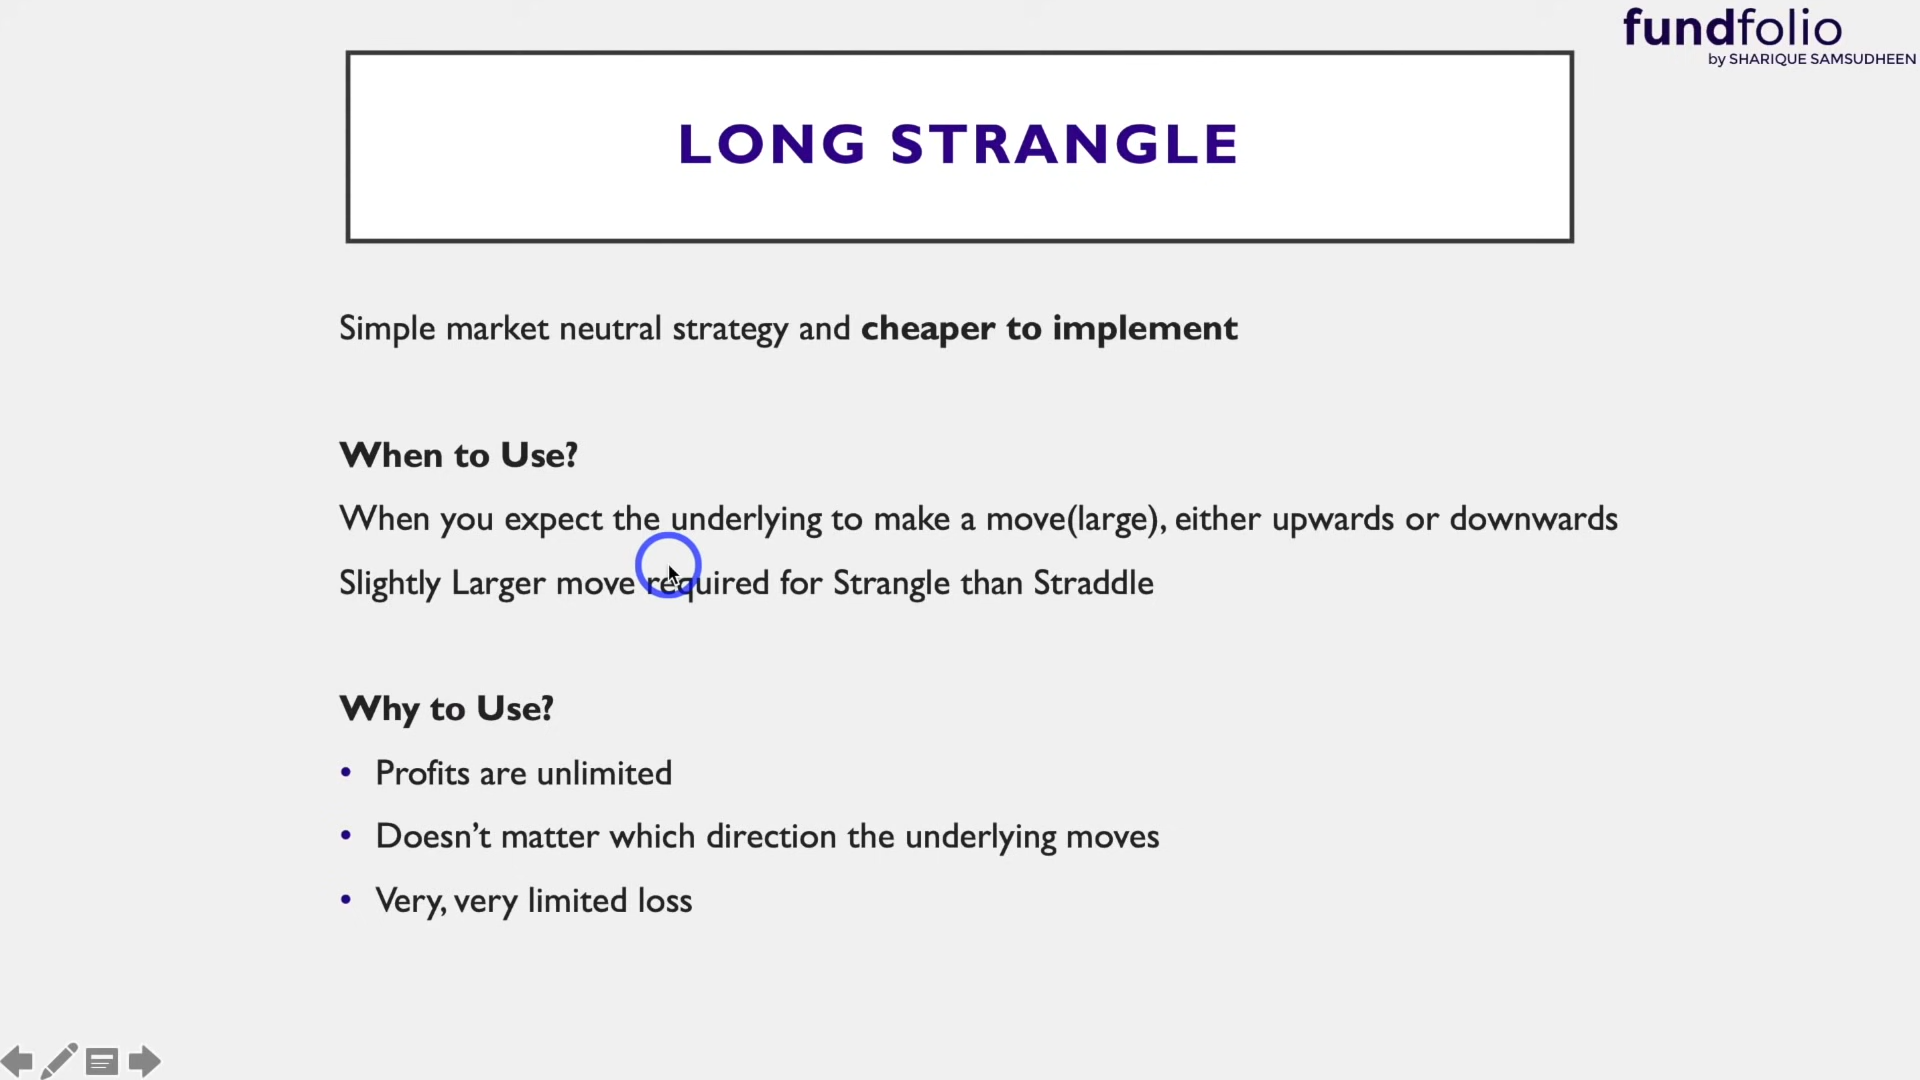 fundfolio
by SHARIQUE SAMSUDHEEN
LONG STRANGLE
Simple market neutral strategy and cheaper to implement
When to Use?
When you expect the underlying to make a move(large), either upwards or downwards
Slightly Larger move required for Strangle than Straddle
Why to Use?
• Profits are unlimited
• Doesn’t matter which direction the underlying moves
• Very, very limited loss